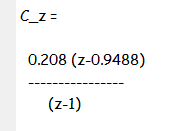 C_z =
0.208 (z-0.9488)
----------------
(z-1)